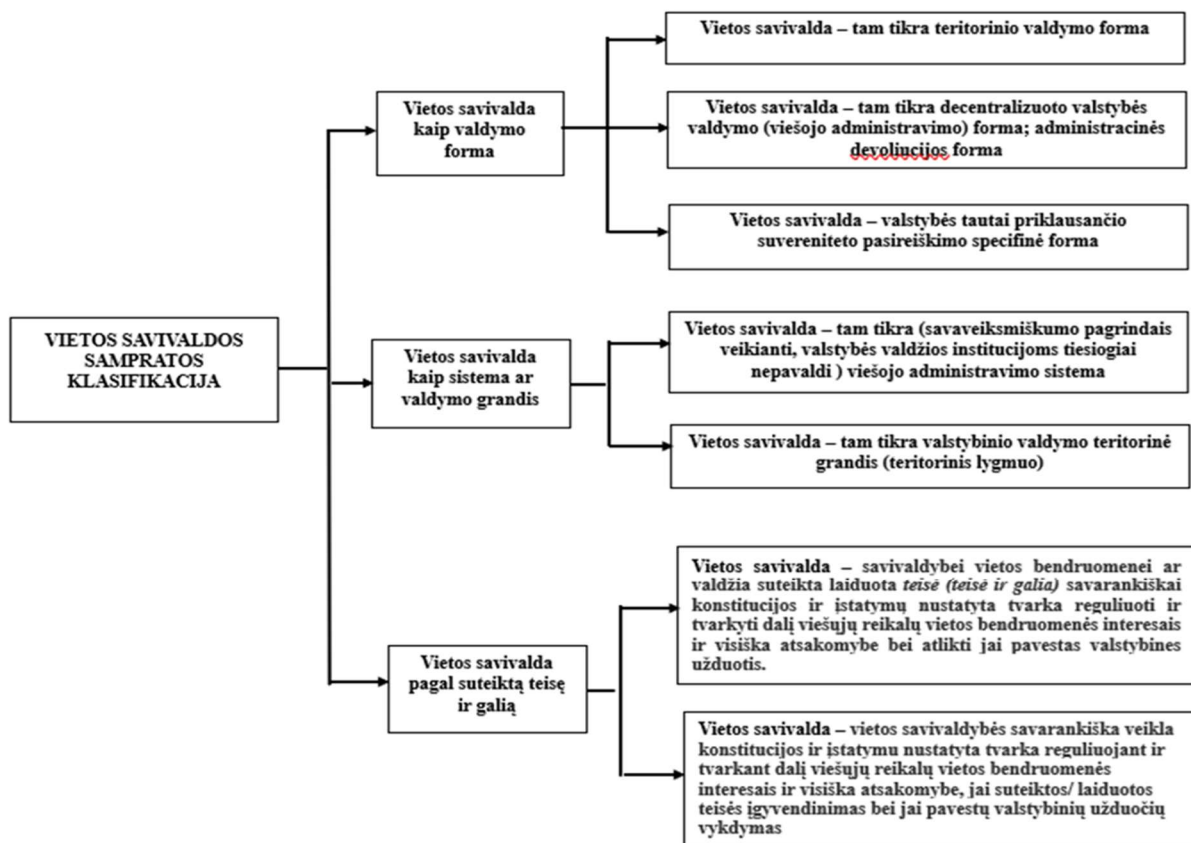 VIETOS SAVIVALDOS
SAMPRATOS
KLASIFIKACIJA
Vietos savivalda
kaip valdymo
forma
Vietos savivalda – tam tikra teritorinio valdymo forma
Vietos savivalda – tam tikra decentralizuoto valstybės
valdymo (viešojo administravimo) forma; administracinės
devoliucijos forma
Vietos savivalda – valstybės tautai priklausančio
suvereniteto pasireiškimo specifinė forma
Vietos savivalda
kaip sistema ar
valdymo grandis
Vietos savivalda – tam tikra (savaveiksmiškumo pagrindais
veikianti, valstybės valdžios institucijoms tiesiogiai
nepavaldi ) viešojo administravimo sistema
Vietos savivalda – tam tikra valstybinio valdymo teritorinė
grandis (teritorinis lygmuo)
Vietos savivalda
pagal suteiktą teisę
ir galią
Vietos savivalda – savivaldybei vietos bendruomenei ar
valdžia suteikta laiduota teisė (teisė ir galia) savarankiškai
konstitucijos ir įstatymų nustatyta tvarka reguliuoti ir
tvarkyti dalį viešųjų reikalų vietos bendruomenės interesais
ir visiška atsakomybe bei atlikti jai pavestas valstybines
užduotis.
Vietos savivalda – vietos savivaldybės savarankiška veikla
konstitucijos ir įstatymu nustatyta tvarka reguliuojant ir
tvarkant dalį viešųjų reikalų vietos bendruomenės
interesais ir visiška atsakomybe, jai suteiktos/ laiduotos
teisės įgyvendinimas bei jai pavestų valstybinių užduočių
vykdymas